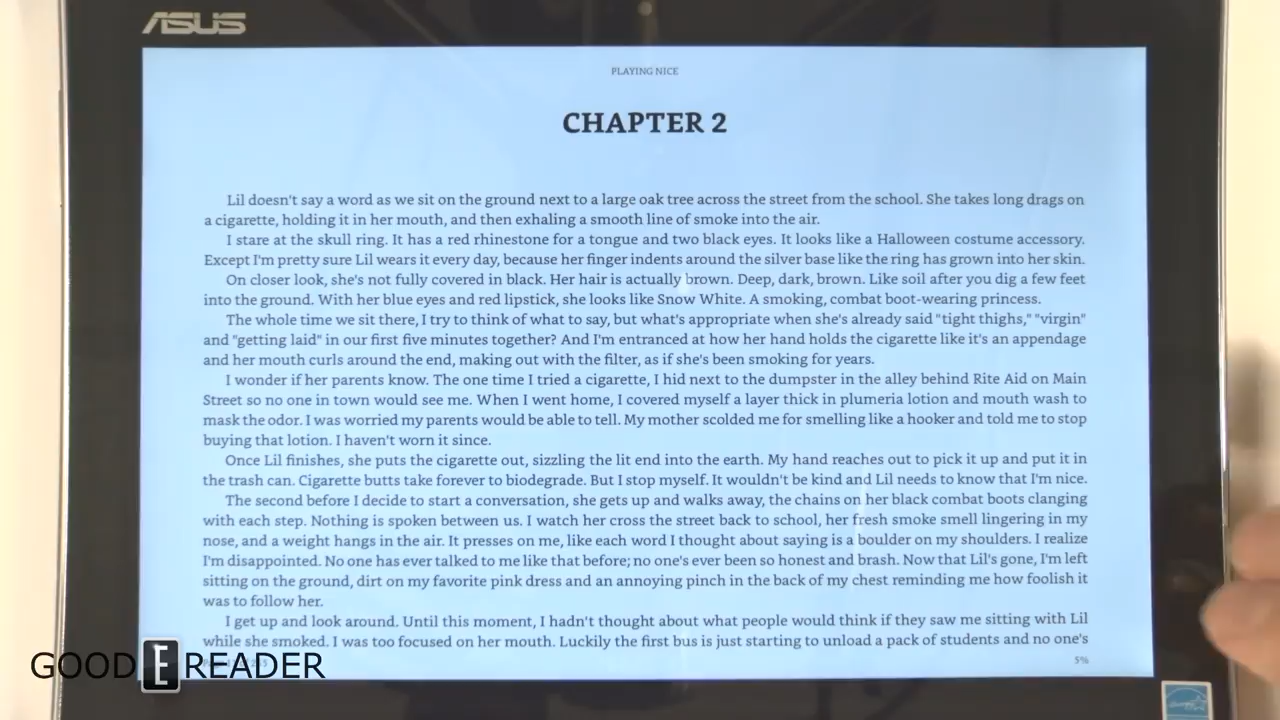 ASUS
PLAYING NICE
CHAPTER 2
Lil doesn't say a word as we sit on the ground next to a large oak tree across the street from the school. She takes long drags on
a cigarette, holding it in her mouth, and then exhaling a smooth line of smoke into the air.
I stare at the skull ring. It has a red rhinestone for a tongue and two black eyes. It looks like a Halloween costume accessory.
Except I'm pretty sure Lil wears it every day, because her finger indents around the silver base like the ring has grown into her skin.
On closer look, she's not fully covered in black. Her hair is actually brown. Deep, dark, brown. Like soil after you dig a few feet
into the ground. With her blue eyes and red lipstick, she looks like Snow White. A smoking, combat boot-wearing princess.
The whole time we sit there, I try to think of what to say, but what's appropriate when she's already said "tight thighs," "virgin"
and "getting laid" in our first five minutes together? And I'm entranced at how her hand holds the cigarette like it's an appendage
and her mouth curls around the end, making out with the filter, as if she's been smoking for years.
I wonder if her parents know. The one time I tried a cigarette, I hid next to the dumpster in the alley behind Rite Aid on Main
Street so no one in town would see me. When I went home, I covered myself a layer thick in plumeria lotion and mouth wash to
mask the odor. I was worried my parents would be able to tell. My mother scolded me for smelling like a hooker and told me to stop
buying that lotion. I haven't worn it since.
Once Lil finishes, she puts the cigarette out, sizzling the lit end into the earth. My hand reaches out to pick it up and put it in
the trash can. Cigarette butts take forever to biodegrade. But I stop myself. It wouldn't be kind and Lil needs to know that I'm nice.
The second before I decide to start a conversation, she gets up and walks away, the chains on her black combat boots clanging
with each step. Nothing is spoken between us. I watch her cross the street back to school, her fresh smoke smell lingering in my
nose, and a weight hangs in the air. It presses on me, like each word I thought about saying is a boulder on my shoulders. I realize
I'm disappointed. No one has ever talked to me like that before; no one's ever been so honest and brash. Now that Lil's gone, I'm left
sitting on the ground, dirt on my favorite pink dress and an annoying pinch in the back of my chest reminding me how foolish it
was to follow her.
I get up and look around. Until this moment, I hadn't thought about what people would think if they saw me sitting with Lil
while she smoked. I was too focused on her mouth. Luckily the first bus is just starting to unload a pack of students and no one's
5%
GOOD E READER